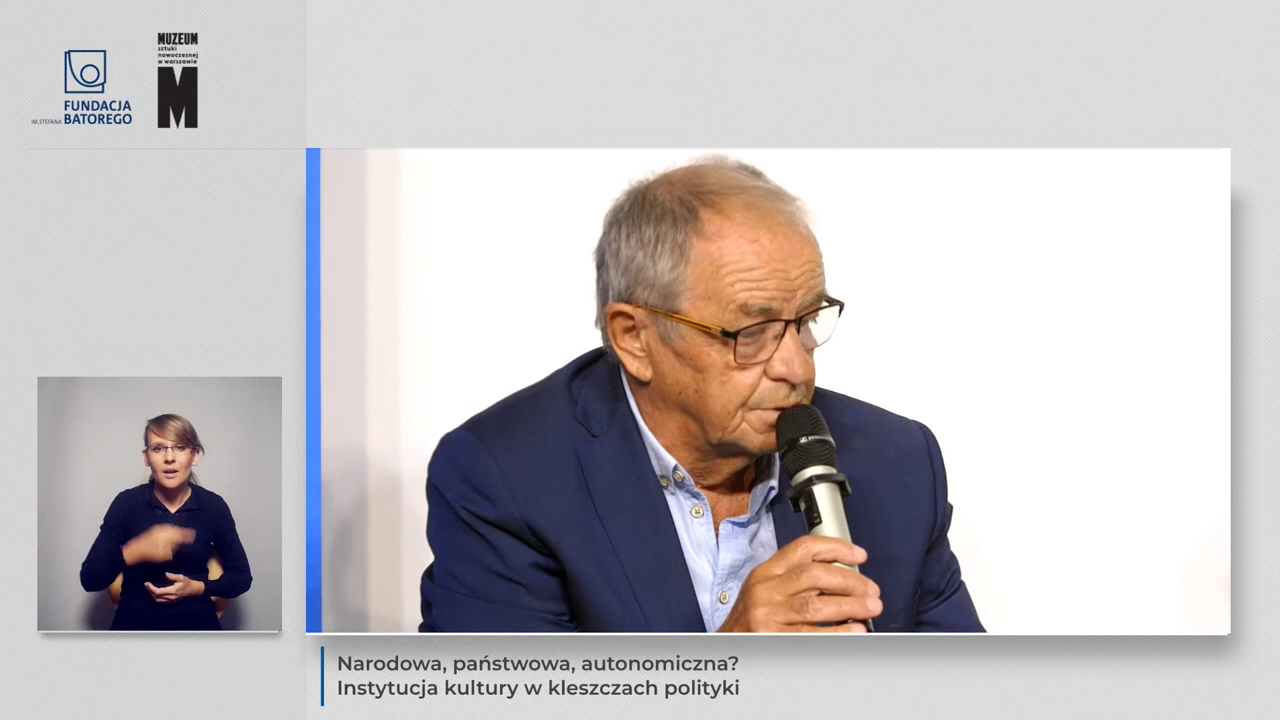 MUZEUM
sztuki
nowoczesnej
w warszawie
M
FUNDACJA
IM. STEFANA BATOREGO
Narodowa, państwowa, autonomiczna?
Instytucja kultury w kleszczach polityki